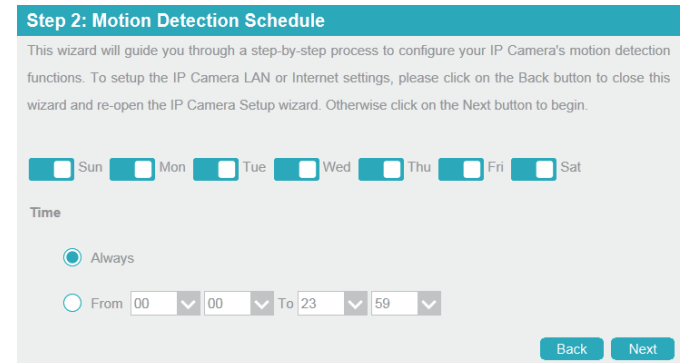 Step 2: Motion Detection Schedule
This wizard will guide you through a step-by-step process to configure your IP Camera's motion detection
functions. To setup the IP Camera LAN or Internet settings, please click on the Back button to close this
wizard and re-open the IP Camera Setup wizard. Otherwise click on the Next button to begin.
Sun Mon Tue Wed Thu Fri Sat
Time
Always
From 00 00 To 23 59
Back Next